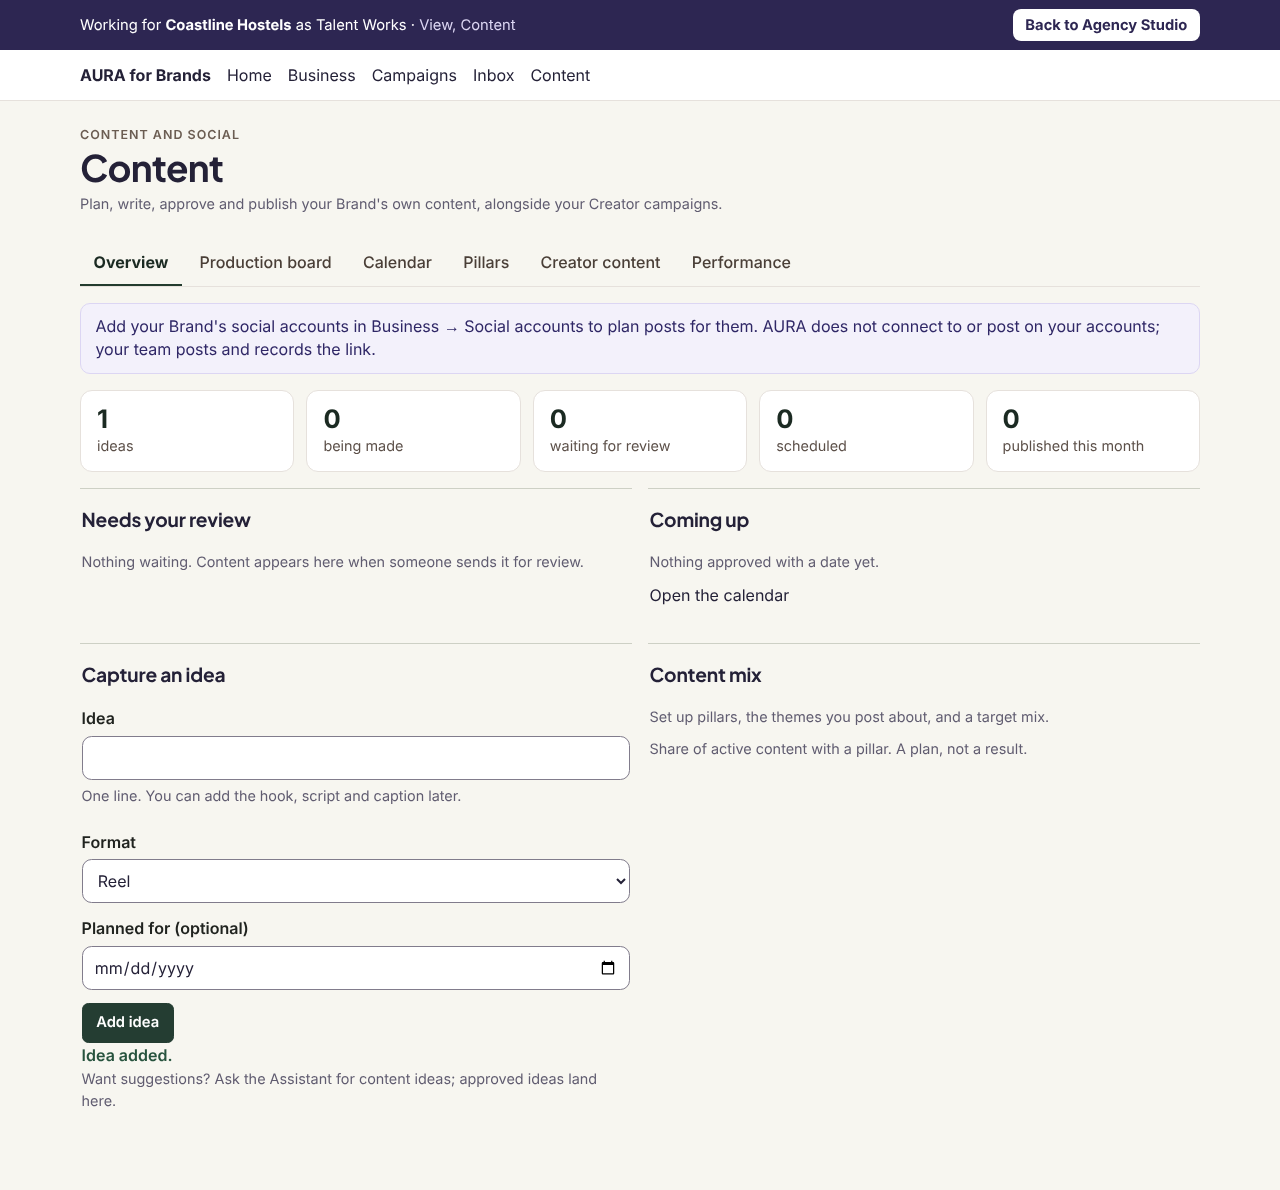 Working for Coastline Hostels as Talent Works · View, Content
Back to Agency Studio
AURA for Brands Home Business Campaigns Inbox Content
CONTENT AND SOCIAL
Content
Plan, write, approve and publish your Brand's own content, alongside your Creator campaigns.
Overview Production board Calendar Pillars Creator content Performance
Add your Brand's social accounts in Business → Social accounts to plan posts for them. AURA does not connect to or post on your accounts;
your team posts and records the link.
1
ideas
0
being made
0
waiting for review
0
scheduled
0
published this month
Needs your review
Nothing waiting. Content appears here when someone sends it for review.
Coming up
Nothing approved with a date yet.
Open the calendar
Capture an idea
Idea
One line. You can add the hook, script and caption later.
Format
Reel
Planned for (optional)
mm/dd/yyyy
Add idea
Idea added.
Want suggestions? Ask the Assistant for content ideas; approved ideas land
here.
Content mix
Set up pillars, the themes you post about, and a target mix.
Share of active content with a pillar. A plan, not a result.